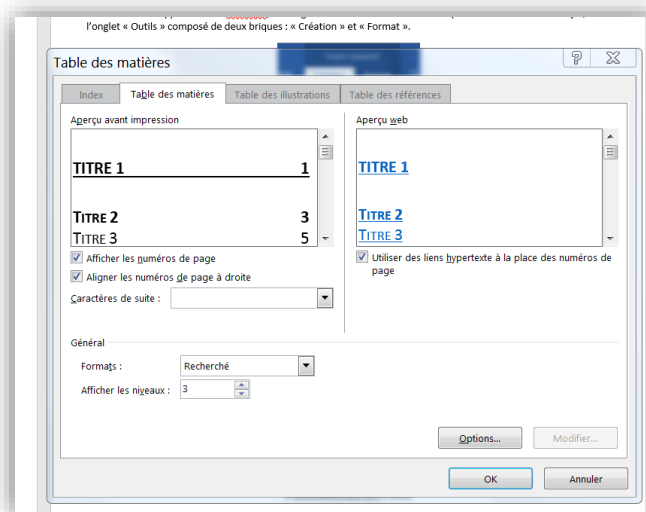 l'onglet « Outils » composé de deux briques : « Création » et « Format ».
Table des matières
Index Table des matières Table des illustrations Table des références
Aperçu avant impression
TITRE 1 1
TITRE 2 3
TITRE 3 5
Aperçu web
TITRE 1
TITRE 2
TITRE 3
Afficher les numéros de page
Aligner les numéros de page à droite
Caractères de suite :
Utiliser des liens hypertexte à la place des numéros de
page
Général
Formats : Recherché
Afficher les niveaux : 3
Options... Modifier...
OK Annuler